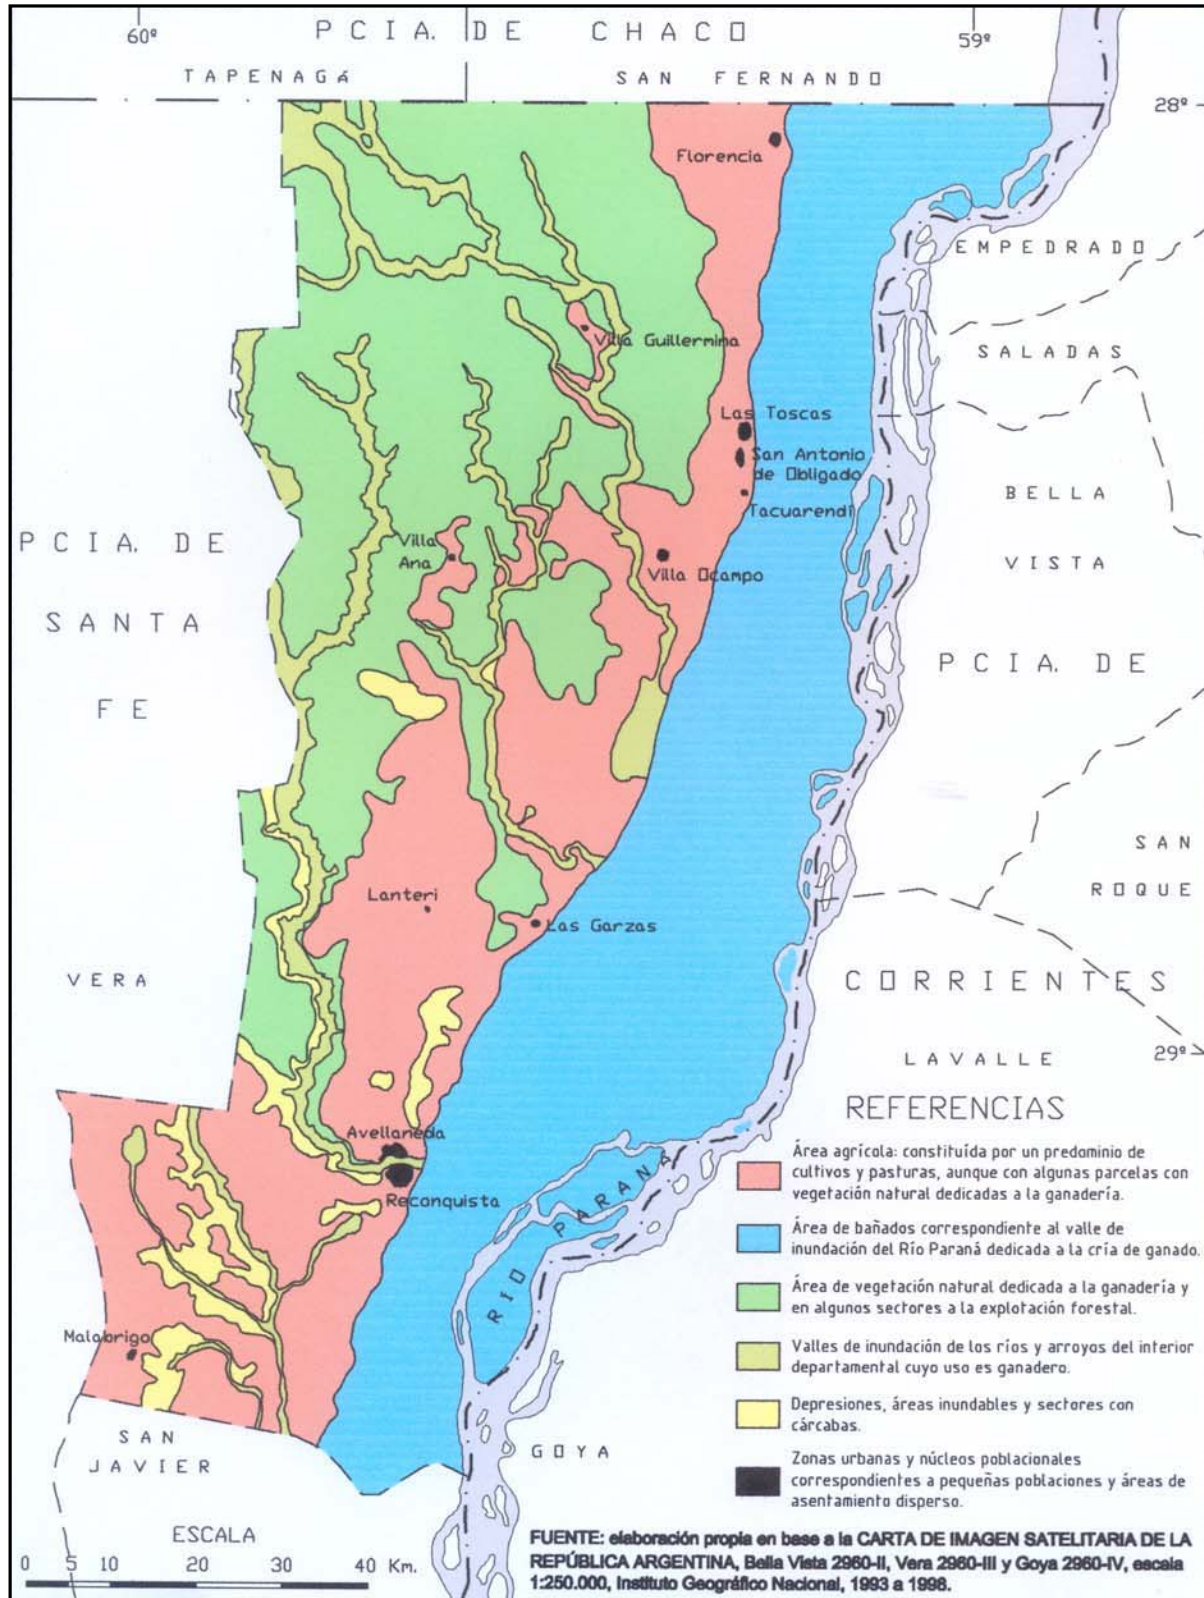 60º
PCIA. DE CHACO
59º
TAPENAGá
SAN FERNANDO
28º
Florencia
EMPEDRADO
Villa Guillermina
SALADAS
Las Toscas
San Antonio
de Obligado
Tacuarendí
BELLA
VISTA
PCIA. DE
SANTA
FE
Villa
Ana
Villa Ocampo
PCIA. DE
SAN
ROQUE
Lanteri
Las Garzas
VERA
CORRIENTES
LAVALLE
29º
Avellaneda
Reconquista
RIO PARANA
Malabrigo
SAN
JAVIER
GOYA
REFERENCIAS
Área agrícola: constituída por un predominio de
cultivos y pasturas, aunque con algunas parcelas con
vegetación natural dedicadas a la ganadería.
Área de bañados correspondiente al valle de
inundación del Río Paraná dedicada a la cría de ganado.
Área de vegetación natural dedicada a la ganadería y
en algunos sectores a la explotación forestal.
Valles de inundación de los ríos y arroyos del interior
departamental cuyo uso es ganadero.
Depresiones, áreas inundables y sectores con
cárcabas.
Zonas urbanas y núcleos poblacionales
correspondientes a pequeñas poblaciones y áreas de
asentamiento disperso.
ESCALA
0 5 10 20 30 40 Km.
FUENTE: elaboración propia en base a la CARTA DE IMAGEN SATELITARIA DE LA
REPÚBLICA ARGENTINA, Bella Vista 2960-II, Vera 2960-III y Goya 2960-IV, escala
1:250.000, Instituto Geográfico Nacional, 1993 a 1998.